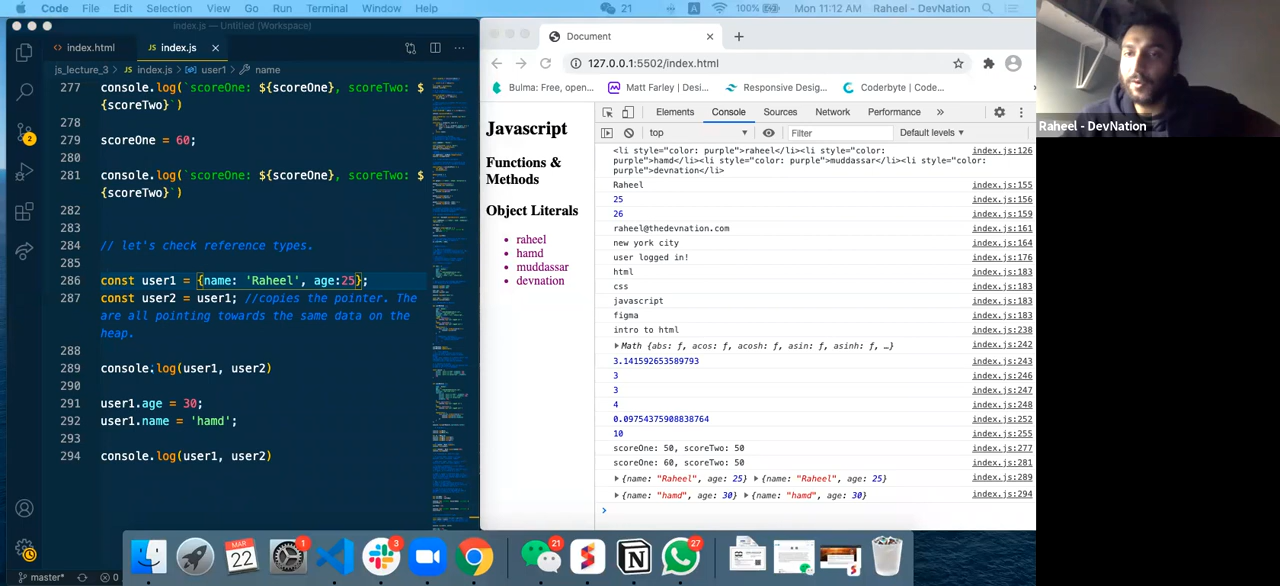 Code File Edit Selection View Go Run Terminal Window Help 21 A 100% Mon 11:12 AM Raheel - DevNation
index.js — Untitled (Workspace)
index.html JS index.js
js_lecture_3 > JS index.js > user1 > name
277 console.log(`scoreOne: ${scoreOne}, scoreTwo: $
{scoreTwo}`)
278
279 scoreOne = 60;
280
281 console.log(`scoreOne: ${scoreOne}, scoreTwo: $
{scoreTwo}`)
282
283
284 // let's check reference types.
285
286 const user1 = {name: 'Raheel', age:25};
287 const user2 = user1; //copies the pointer. The
are all pointing towards the same data on the
heap.
288
289 console.log(user1, user2)
290
291 user1.age = 30;
292 user1.name = 'hamd';
293
294 console.log(user1, user2)
2
master* 0
Document
127.0.0.1:5502/index.html
Bulma: Free, open... Matt Farley | Desi... Responsive Desig... Coderbyte | Code...
Javascript
Functions &
Methods
Object Literals
raheel
hamd
muddassar
devnation
Elements Console Sources Network Performance »
top Filter Default levels
<li style="color: purple">raheel</li><li style="color: index.js:126
purple">hamd</li><li style="color: purple">muddassar</li><li style="color:
purple">devnation</li>
Raheel index.js:155
25 index.js:156
26 index.js:159
raheel@thedevnation.com index.js:161
new york city index.js:164
user logged in! index.js:176
html index.js:183
css index.js:183
javascript index.js:183
figma index.js:183
intro to html index.js:238
Math {abs: ƒ, acos: ƒ, acosh: ƒ, asin: ƒ, asinh: ƒ, …} index.js:242
3.141592653589793 index.js:243
3 index.js:246
3 index.js:247
4 index.js:248
0.09754375908838764 index.js:252
10 index.js:255
scoreOne: 50, scoreTwo: 50 index.js:277
scoreOne: 60, scoreTwo: 50 index.js:281
{name: "Raheel", age: 25} {name: "Raheel", age: 25} index.js:289
{name: "hamd", age: 30} {name: "hamd", age: 30} index.js:294
Raheel - DevNation
MAR
22 1 3 21 27